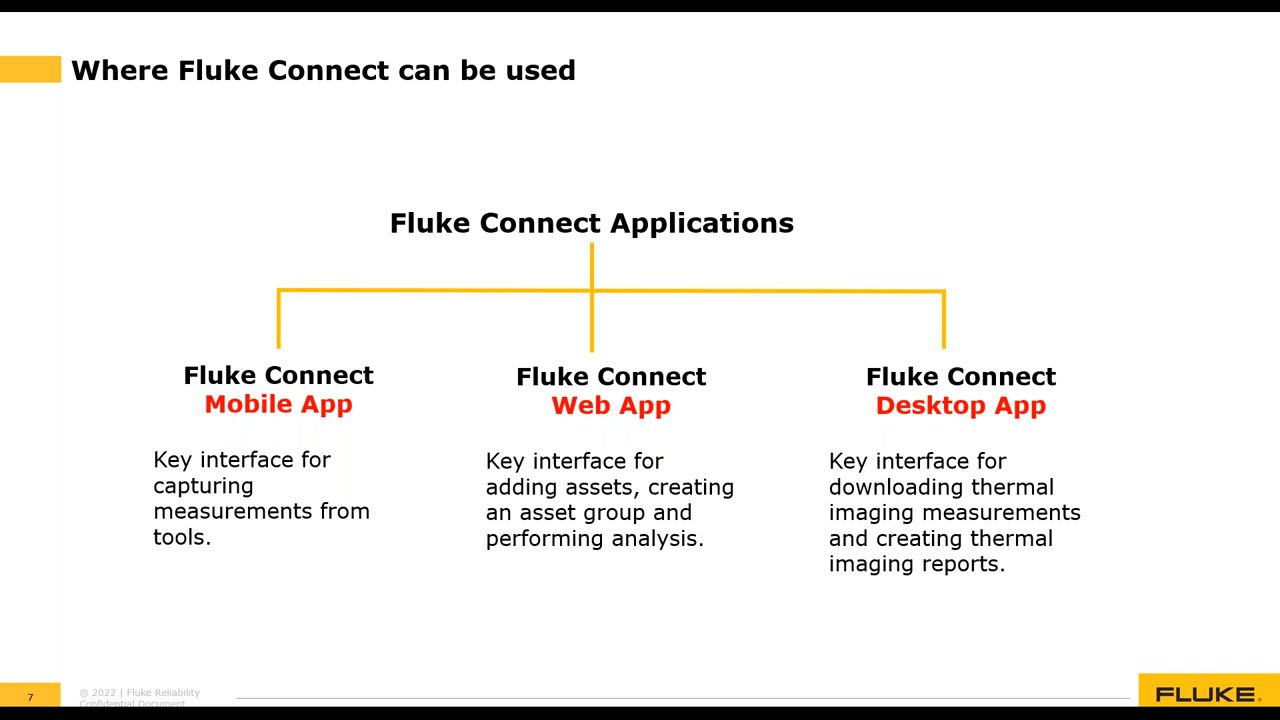 Where Fluke Connect can be used
Fluke Connect Applications
Fluke Connect
Mobile App
Key interface for
capturing
measurements from
tools.
Fluke Connect
Web App
Key interface for
adding assets, creating
an asset group and
performing analysis.
Fluke Connect
Desktop App
Key interface for
downloading thermal
imaging measurements
and creating thermal
imaging reports.
7
© 2022 | Fluke Reliability
Confidential Document
FLUKE®